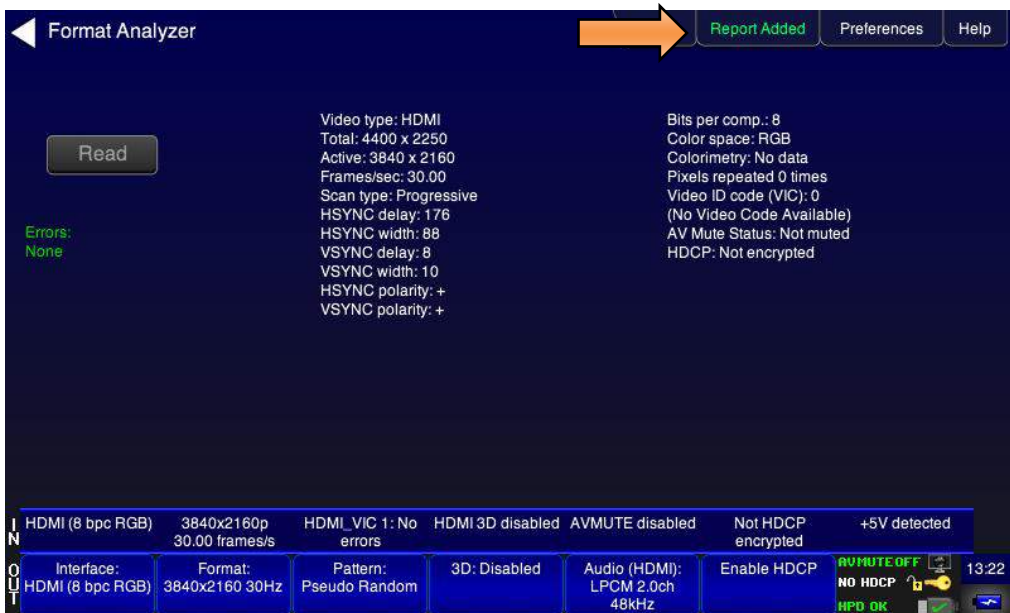 Format Analyzer
Report Added
Preferences
Help
Read
Errors:
None
Video type: HDMI
Total: 4400 x 2250
Active: 3840 x 2160
Frames/sec: 30.00
Scan type: Progressive
HSYNC delay: 176
HSYNC width: 88
VSYNC delay: 8
VSYNC width: 10
HSYNC polarity: +
VSYNC polarity: +
Bits per comp.: 8
Color space: RGB
Colorimetry: No data
Pixels repeated 0 times
Video ID code (VIC): 0
(No Video Code Available)
AV Mute Status: Not muted
HDCP: Not encrypted
IN
HDMI (8 bpc RGB)
3840x2160p
30.00 frames/s
HDMI_VIC 1: No
errors
HDMI 3D disabled
AVMUTE disabled
Not HDCP
encrypted
+5V detected
OUT
Interface:
HDMI (8 bpc RGB)
Format:
3840x2160 30Hz
Pattern:
Pseudo Random
3D: Disabled
Audio (HDMI):
LPCM 2.0ch
48kHz
Enable HDCP
AVMUTE OFF
NO HDCP
HPD OK
13:22